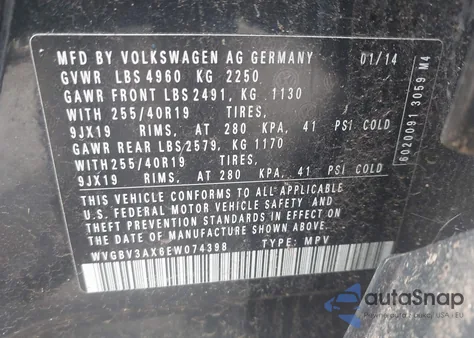 MFD BY VOLKSWAGEN AG GERMANY 01/14
GVWR LBS 4960 KG 2250
GAWR FRONT LBS 2491, KG 1130
WITH 255/40R19 TIRES,
9JX19 RIMS, AT 280 KPA, 41 PSI COLD
GAWR REAR LBS 2579, KG 1170
WITH 255/40R19 TIRES,
9JX19 RIMS, AT 280 KPA, 41 PSI COLD
THIS VEHICLE CONFORMS TO ALL APPLICABLE
U.S. FEDERAL MOTOR VEHICLE SAFETY AND
THEFT PREVENTION STANDARDS IN EFFECT ON
THE DATE OF MANUFACTURE SHOWN ABOVE.
WVGBV3AX6EW074398 TYPE: MPV
6020091 3059 M4
autaSnap